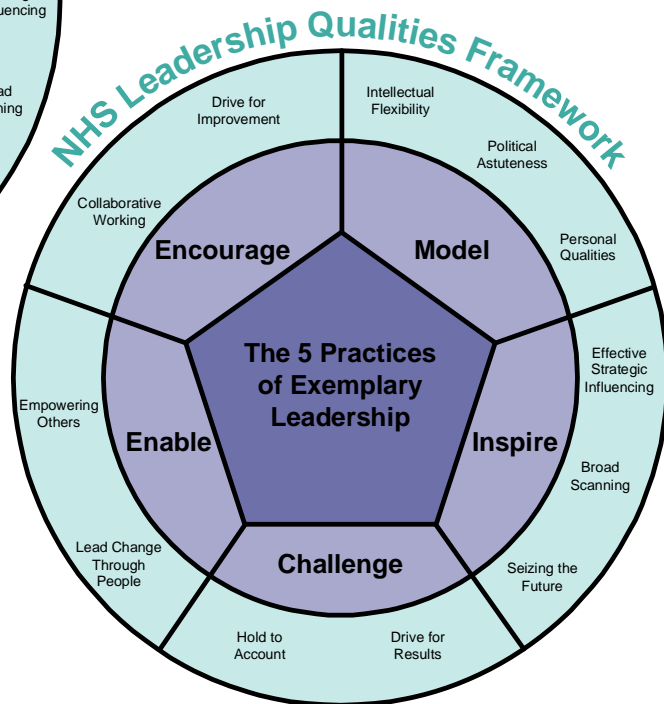 NHS Leadership Qualities Framework
Drive for
Improvement
Intellectual
Flexibility
Political
Astuteness
Collaborative
Working
Personal
Qualities
Encourage
Model
The 5 Practices
of Exemplary
Leadership
Effective
Strategic
Influencing
Empowering
Others
Enable
Inspire
Broad
Scanning
Lead Change
Through
People
Challenge
Seizing the
Future
Hold to
Account
Drive for
Results